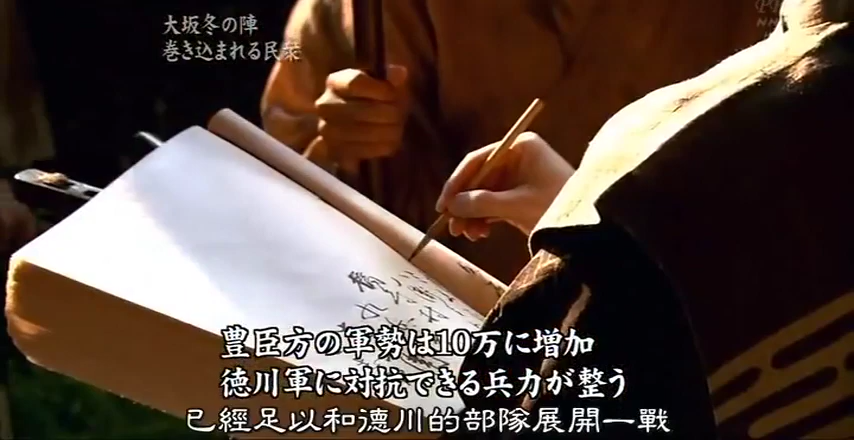 大坂冬の陣
巻き込まれる民衆
NHK
豊臣方の軍勢は10万に増加
徳川軍に対抗できる兵力が整う
已經足以和德川的部隊展開一戰